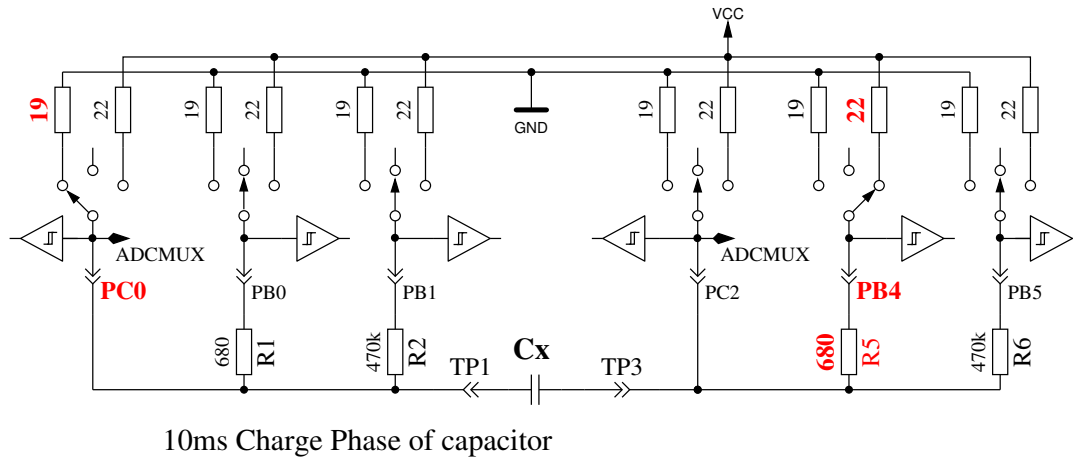 VCC
19
22
19
22
19
22
GND
19
22
19
22
19
22
ADCMUX
ADCMUX
PC0
PB0
PB1
PC2
PB4
PB5
680
R1
470k
R2
Cx
680
R5
470k
R6
TP1
TP3
10ms Charge Phase of capacitor